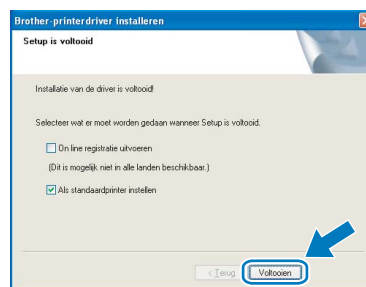 Brother-printerdriver installeren
Setup is voltooid
Installatie van de driver is voltooid!
Selecteer wat er moet worden gedaan wanneer Setup is voltooid.
On line registratie uitvoeren
(Dit is mogelijk niet in alle landen beschikbaar.)
Als standaardprinter instellen
< Terug
Voltooien